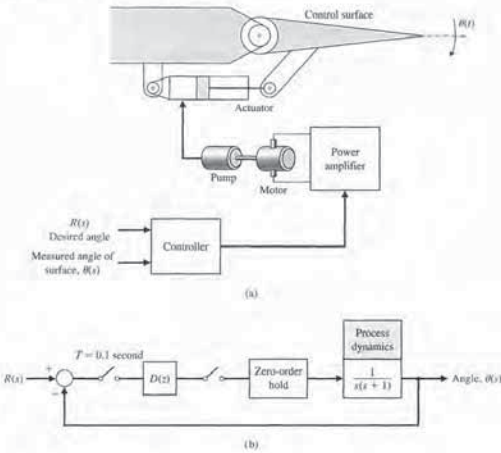 Control surface
θ(t)
Actuator
Power
amplifier
Pump
Motor
R(s)
Desired angle
Controller
Measured angle of
surface, θ(s)
(a)
Process
dynamics
T = 0.1 second
R(s)
+
D(z)
Zero-order
hold
1
s(s + 1)
Angle, θ(s)
−
(b)